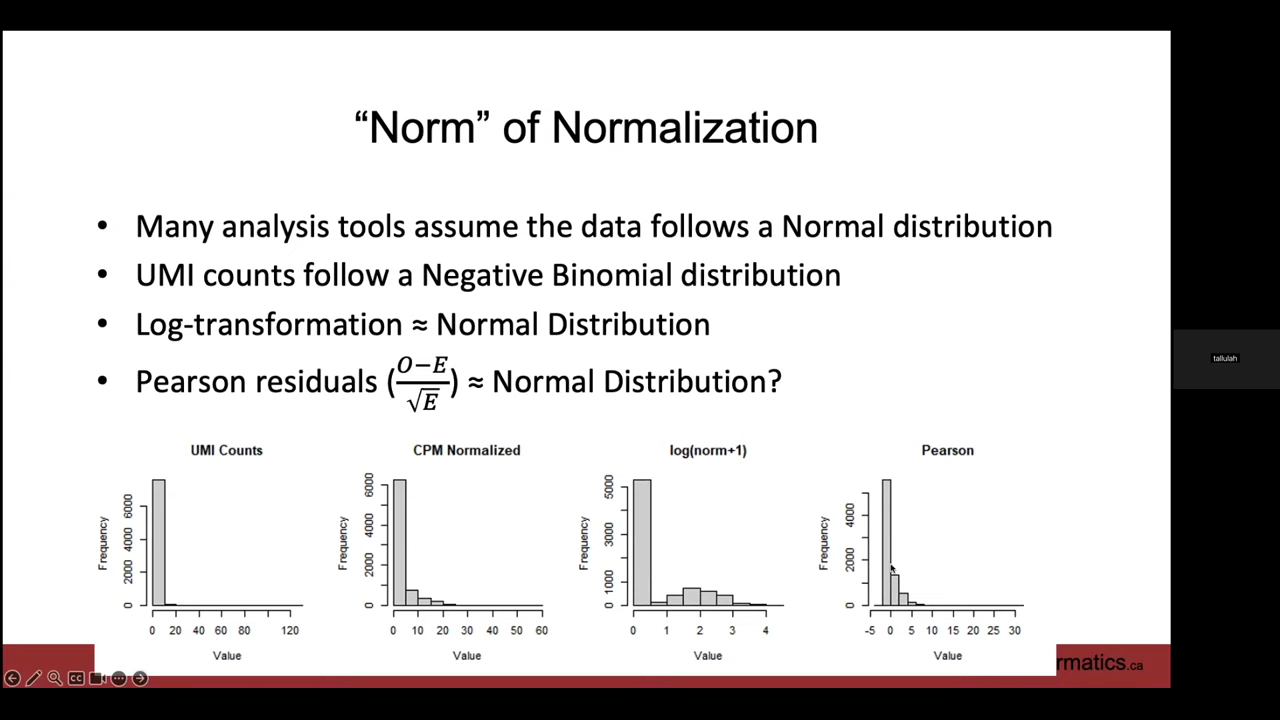 “Norm” of Normalization
• Many analysis tools assume the data follows a Normal distribution
• UMI counts follow a Negative Binomial distribution
• Log-transformation ≈ Normal Distribution
• Pearson residuals (O−E/√E) ≈ Normal Distribution?
UMI Counts
Frequency
0 2000 4000 6000
0 20 40 60 80 100 120
Value
CPM Normalized
Frequency
0 2000 4000 6000
0 10 20 30 40 50 60
Value
log(norm+1)
Frequency
0 1000 3000 5000
0 1 2 3 4
Value
Pearson
Frequency
0 2000 4000
-5 0 5 10 15 20 25 30
Value
rmatics.ca
CC
tallulah